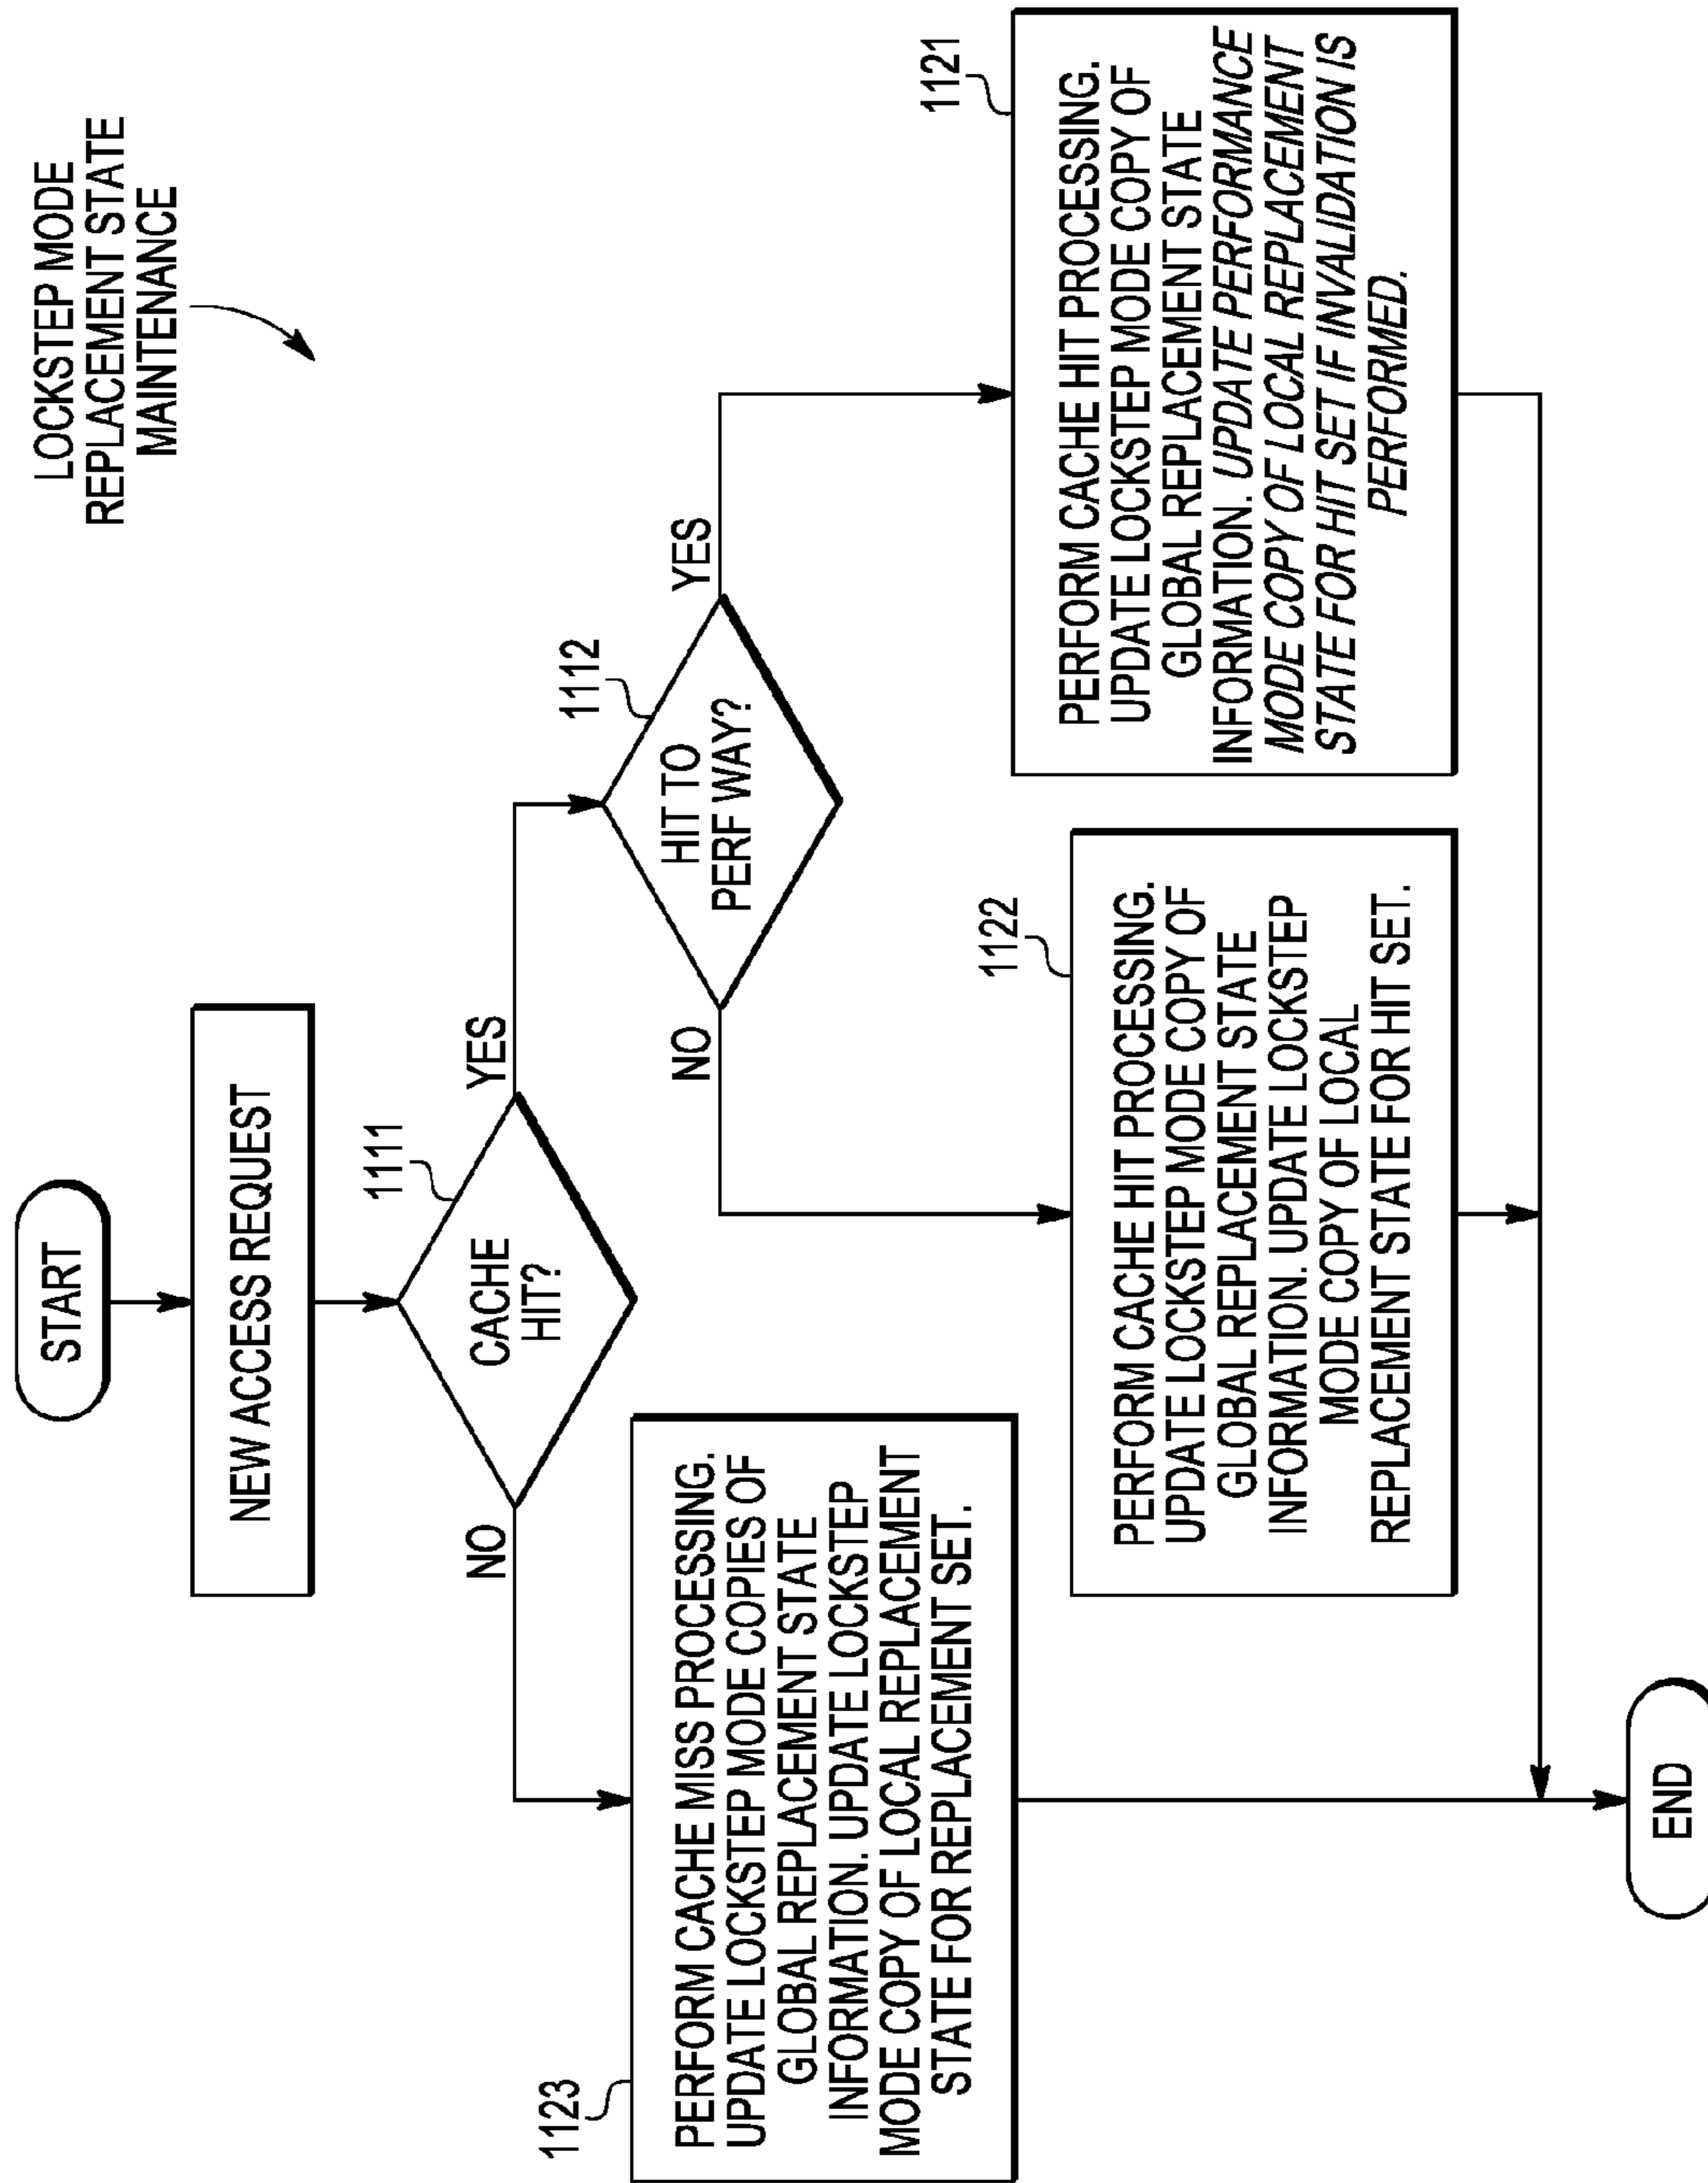 LOCKSTEP MODE
REPLACEMENT STATE
MAINTENANCE
START
NEW ACCESS REQUEST
1111
CACHE
HIT?
NO
YES
1112
HIT TO
PERF WAY?
NO
YES
1123
PERFORM CACHE MISS PROCESSING.
UPDATE LOCKSTEP MODE COPIES OF
GLOBAL REPLACEMENT STATE
INFORMATION. UPDATE LOCKSTEP
MODE COPY OF LOCAL REPLACEMENT
STATE FOR REPLACEMENT SET.
1122
PERFORM CACHE HIT PROCESSING.
UPDATE LOCKSTEP MODE COPY OF
GLOBAL REPLACEMENT STATE
INFORMATION. UPDATE LOCKSTEP
MODE COPY OF LOCAL
REPLACEMENT STATE FOR HIT SET.
1121
PERFORM CACHE HIT PROCESSING.
UPDATE LOCKSTEP MODE COPY OF
GLOBAL REPLACEMENT STATE
INFORMATION. UPDATE PERFORMANCE
MODE COPY OF LOCAL REPLACEMENT
STATE FOR HIT SET IF INVALIDATION IS
PERFORMED.
END